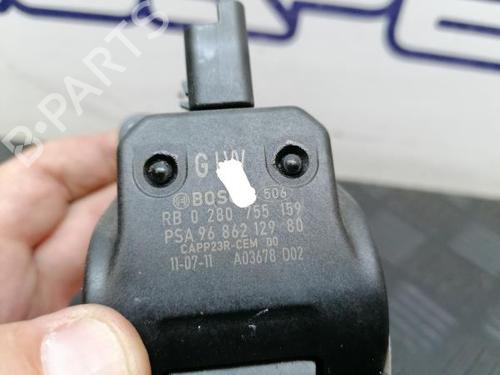 B-PARTS
G
BOSC 506
RB 0 280 755 159
PSA 96 862 129 80
CAPP23R-CEM 00
11-07-11 A03678 D02